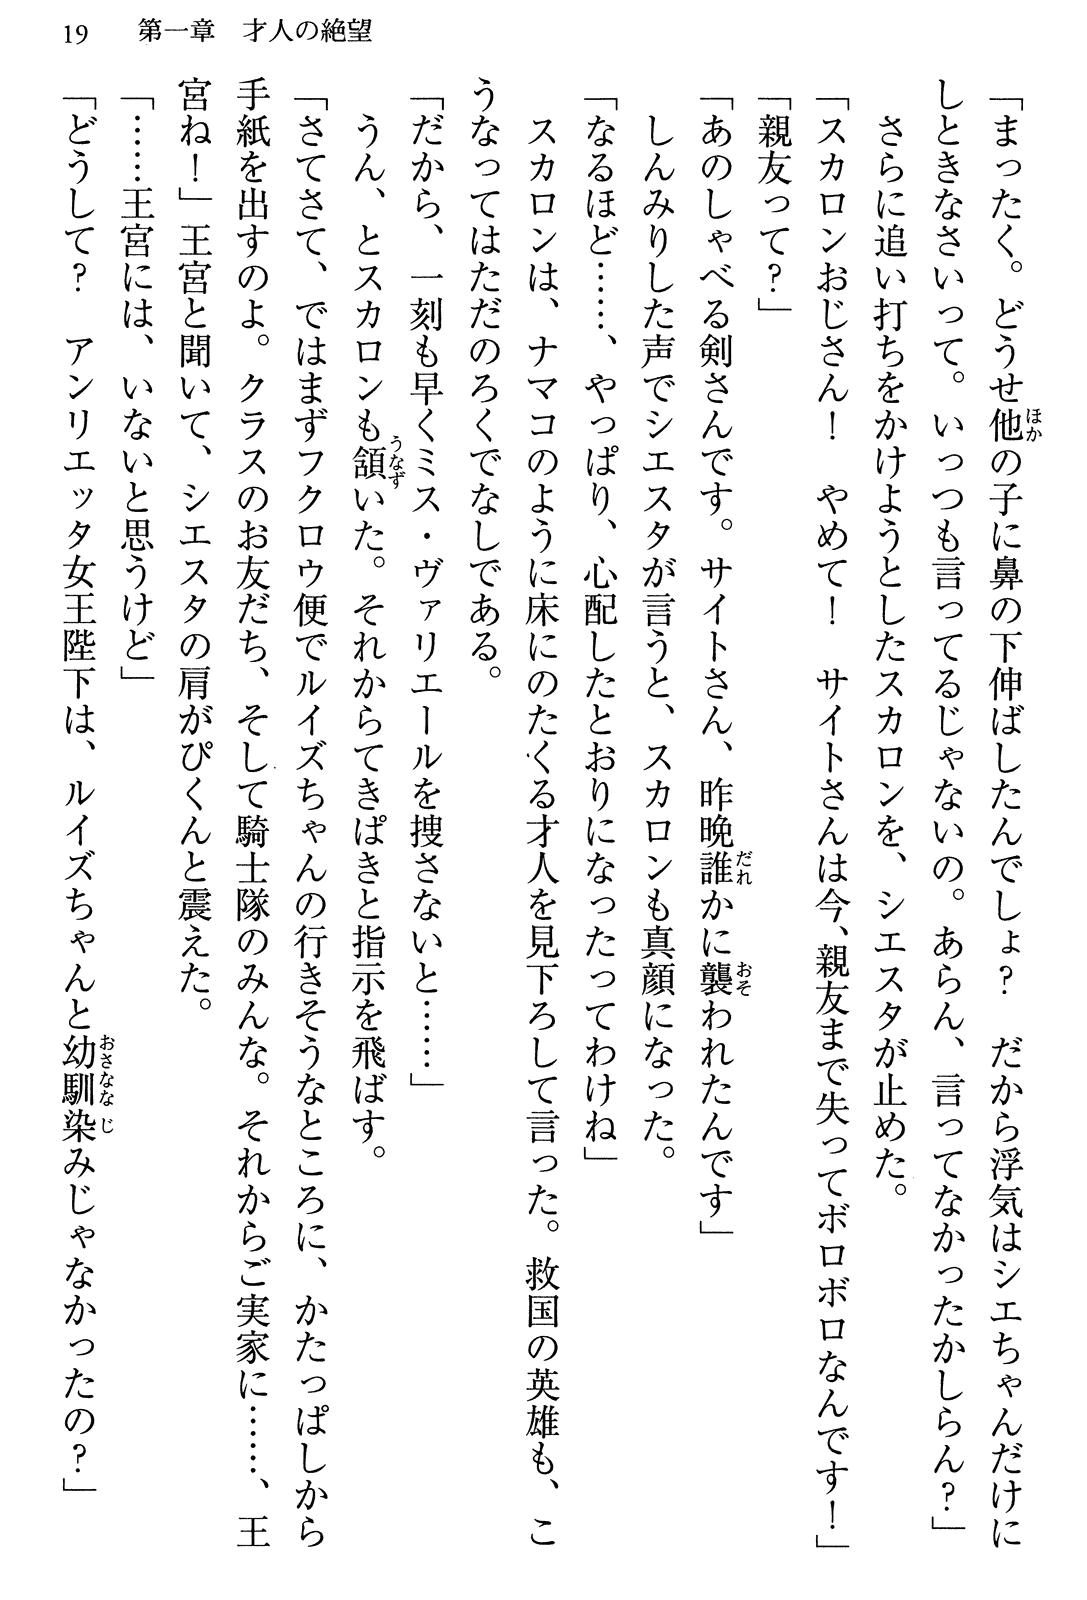 19　第一章　才人の絶望
「まったく。どうせ他の子に鼻の下伸ばしたんでしょ？　だから浮気はシエちゃんだけに
しときなさいって。いっつも言ってるじゃないの。あらん、言ってなかったかしらん？」
　さらに追い打ちをかけようとしたスカロンを、シエスタが止めた。
「スカロンおじさん！　やめて！　サイトさんは今、親友まで失ってボロボロなんです！」
「親友って？」
「あのしゃべる剣さんです。サイトさん、昨晩誰かに襲われたんです」
　しんみりした声でシエスタが言うと、スカロンも真顔になった。
「なるほど……、やっぱり、心配したとおりになったってわけね」
　スカロンは、ナマコのように床にのたくる才人を見下ろして言った。救国の英雄も、こ
うなってはただのろくでなしである。
「だから、一刻も早くミス・ヴァリエールを捜さないと……」
　うん、とスカロンも頷いた。それからてきぱきと指示を飛ばす。
「さてさて、ではまずフクロウ便でルイズちゃんの行きそうなところに、かたっぱしから
手紙を出すのよ。クラスのお友だち、そして騎士隊のみんな。それからご実家に……、王
宮ね！」王宮と聞いて、シエスタの肩がぴくんと震えた。
「……王宮には、いないと思うけど」
「どうして？　アンリエッタ女王陛下は、ルイズちゃんと幼馴染みじゃなかったの？」